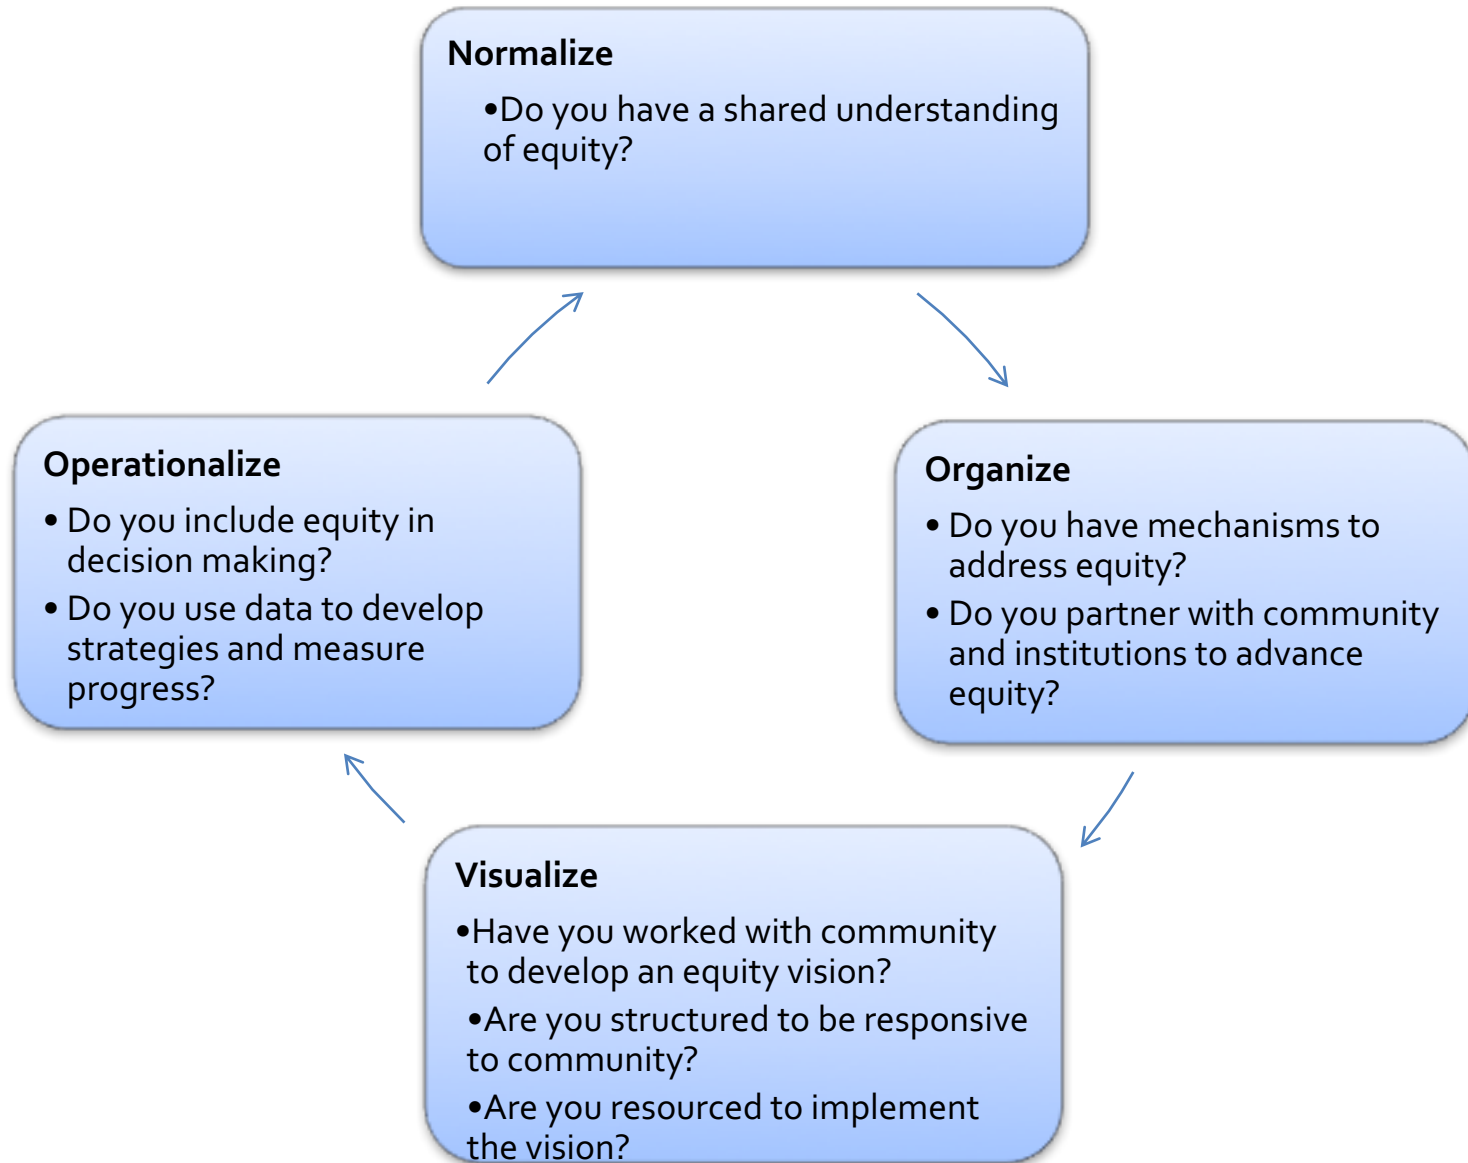 Normalize
•Do you have a shared understanding
of equity?
Organize
• Do you have mechanisms to
address equity?
• Do you partner with community
and institutions to advance
equity?
Visualize
•Have you worked with community
to develop an equity vision?
•Are you structured to be responsive
to community?
•Are you resourced to implement
the vision?
Operationalize
• Do you include equity in
decision making?
• Do you use data to develop
strategies and measure
progress?